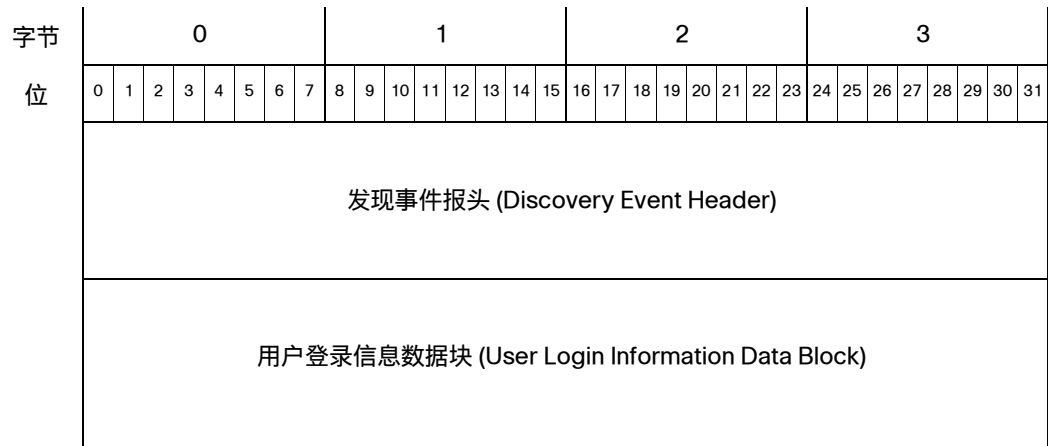 字节 0 1 2 3
位 0 1 2 3 4 5 6 7 8 9 10 11 12 13 14 15 16 17 18 19 20 21 22 23 24 25 26 27 28 29 30 31
发现事件报头 (Discovery Event Header)
用户登录信息数据块 (User Login Information Data Block)